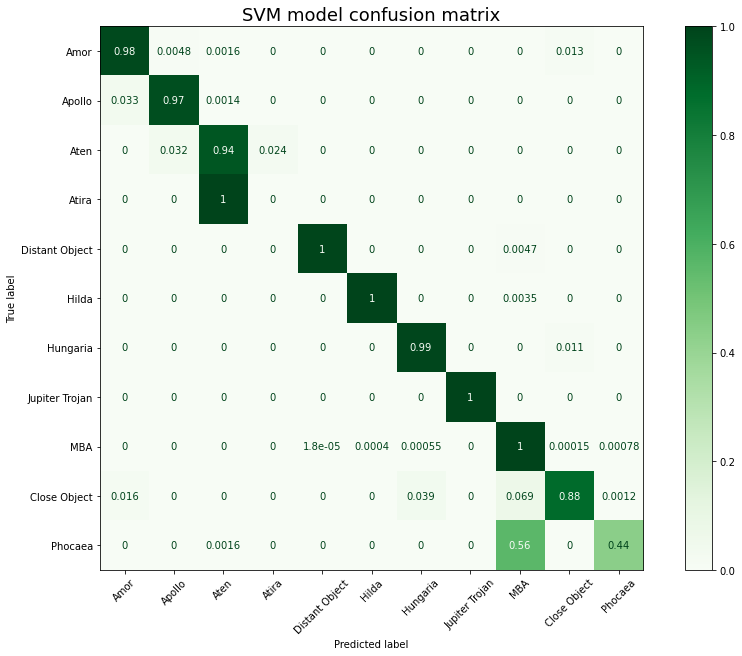 SVM model confusion matrix
Amor 0.98 0.0048 0.0016 0 0 0 0 0 0 0.013 0
Apollo 0.033 0.97 0.0014 0 0 0 0 0 0 0 0
Aten 0 0.032 0.94 0.024 0 0 0 0 0 0 0
Atira 0 0 1 0 0 0 0 0 0 0 0
Distant Object 0 0 0 0 1 0 0 0 0.0047 0 0
Hilda 0 0 0 0 0 1 0 0 0.0035 0 0
Hungaria 0 0 0 0 0 0 0.99 0 0 0.011 0
Jupiter Trojan 0 0 0 0 0 0 0 1 0 0 0
MBA 0 0 0 0 1.8e-05 0.0004 0.00055 0 1 0.00015 0.00078
Close Object 0.016 0 0 0 0 0 0.039 0 0.069 0.88 0.0012
Phocaea 0 0 0.0016 0 0 0 0 0 0.56 0 0.44
True label
Amor Apollo Aten Atira Distant Object Hilda Hungaria Jupiter Trojan MBA Close Object Phocaea
Predicted label
1.0
0.8
0.6
0.4
0.2
0.0